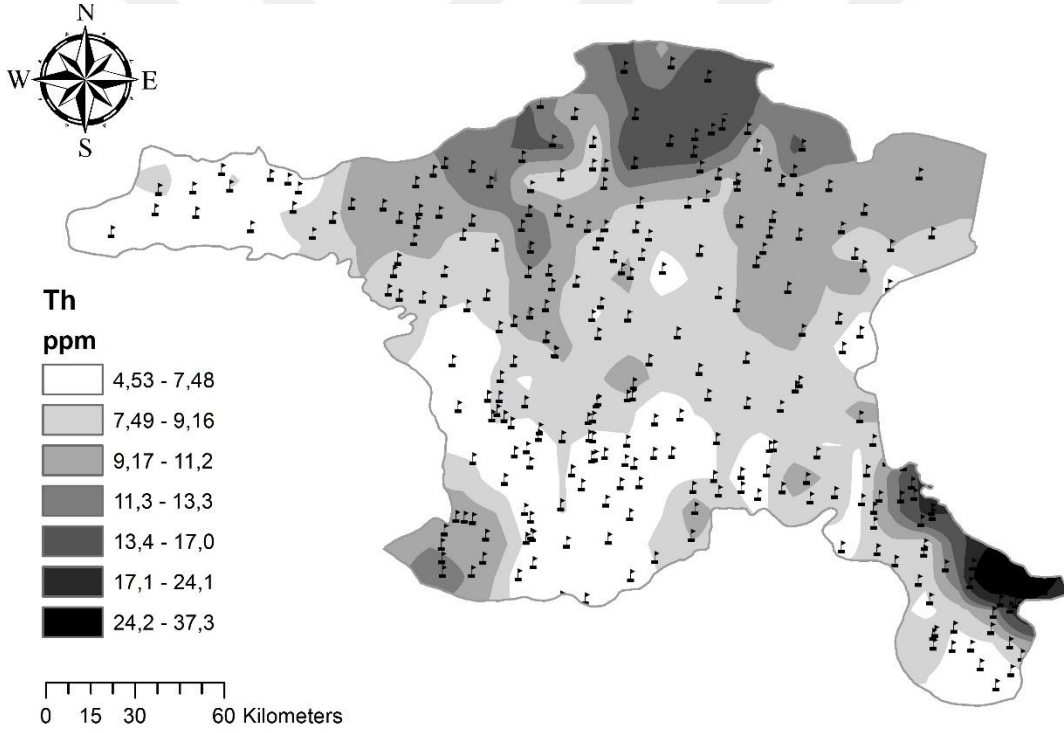 N
W E
S
Th
ppm
4,53 - 7,48
7,49 - 9,16
9,17 - 11,2
11,3 - 13,3
13,4 - 17,0
17,1 - 24,1
24,2 - 37,3
0 15 30 60 Kilometers